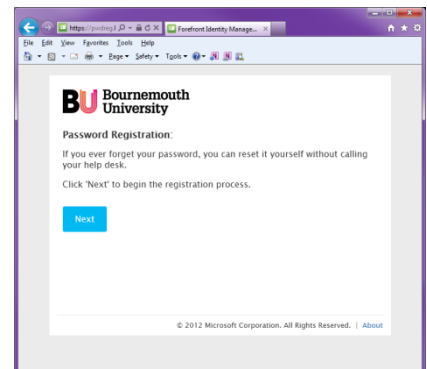 https://pwdreg.l
Forefront Identity Manage...
File Edit View Favorites Tools Help
Page Safety Tools
BU Bournemouth
University
Password Registration:
If you ever forget your password, you can reset it yourself without calling
your help desk.
Click 'Next' to begin the registration process.
Next
© 2012 Microsoft Corporation. All Rights Reserved. | About